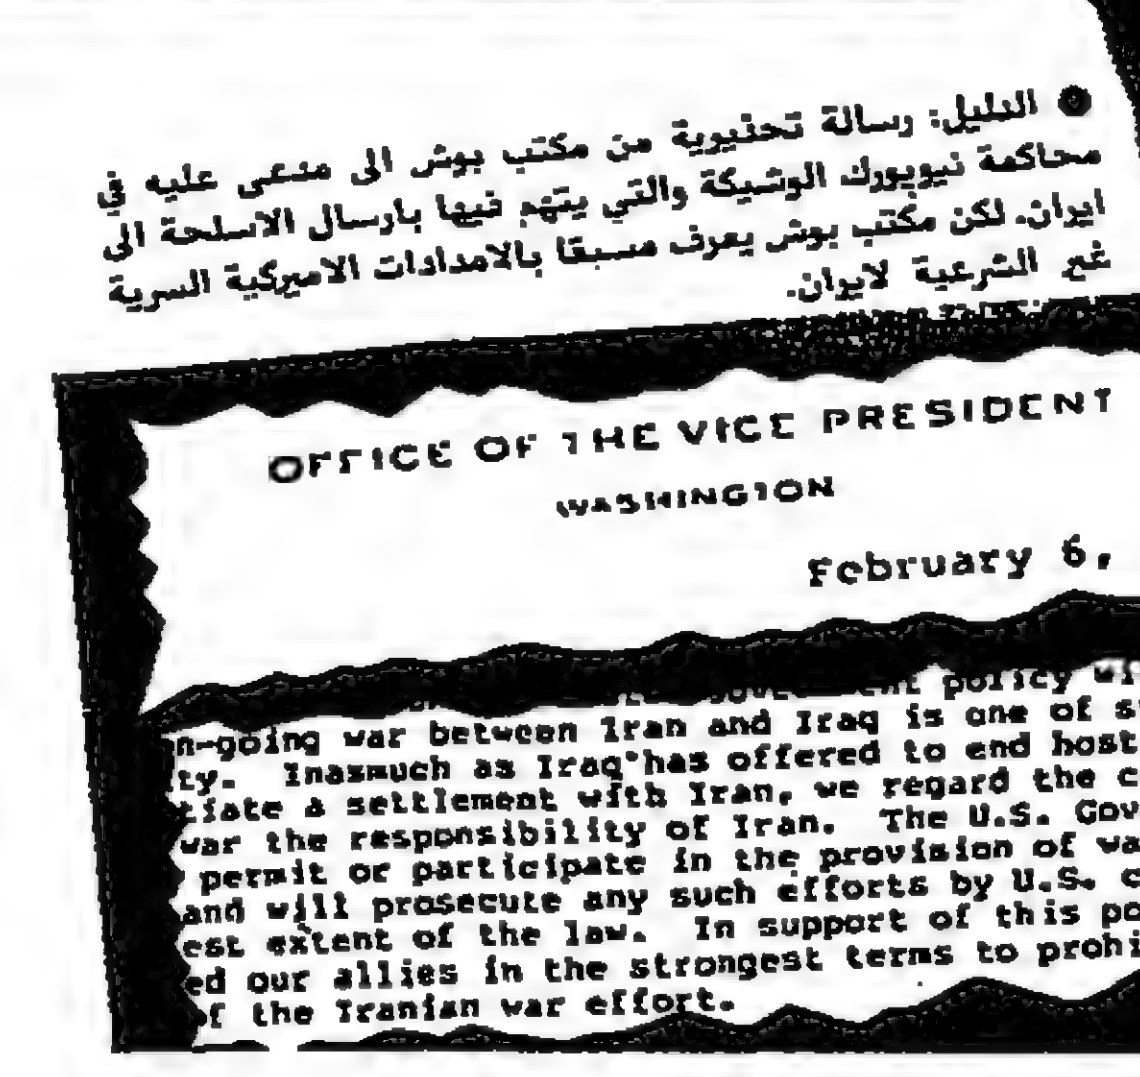 ● الدليل: رسالة تحذيرية من مكتب بوش الى مدعى عليه في
محاكمة نيويورك الوشيكة والتي يتهم فيها بارسال الاسلحة الى
ايران. لكن مكتب بوش يعرف مسبقا بالامدادات الاميركية السرية
غير الشرعية لايران.
OFFICE OF THE VICE PRESIDENT
WASHINGTON
February 6,
policy
n-going war between Iran and Iraq is one of s
ty. Inasmuch as Iraq has offered to end host
tiate a settlement with Iran, we regard the c
war the responsibility of Iran. The U.S. Gov
permit or participate in the provision of wa
and will prosecute any such efforts by U.S. c
est extent of the law. In support of this po
ed our allies in the strongest terms to prohi
of the Iranian war effort.